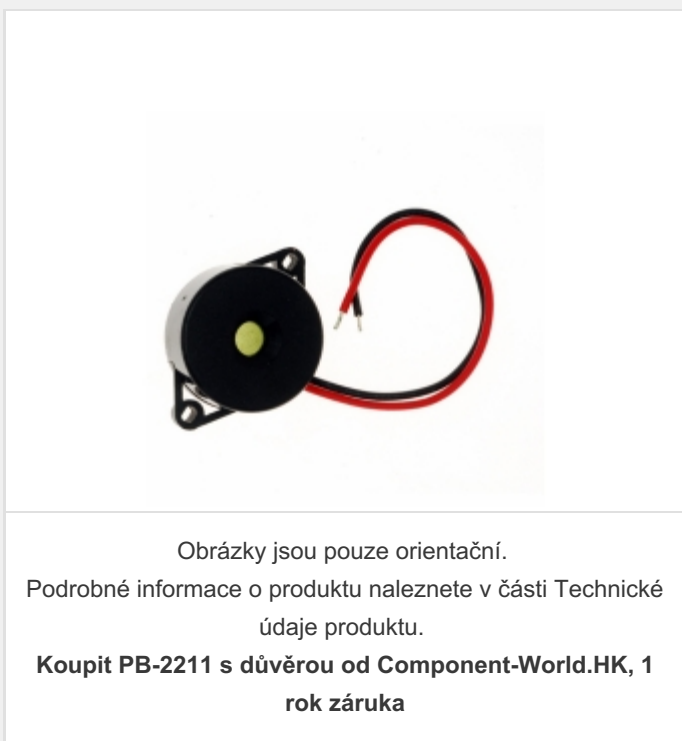 Obrázky jsou pouze orientační.
Podrobné informace o produktu naleznete v části Technické
údaje produktu.
Koupit PB-2211 s důvěrou od Component-World.HK, 1
rok záruka